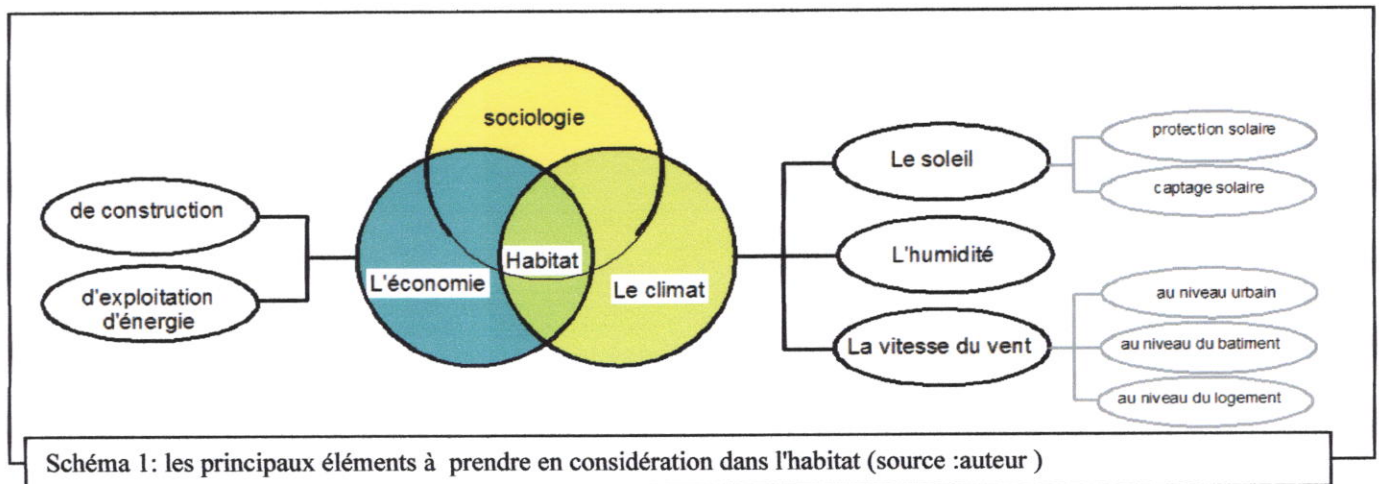 sociologie
de construction
d'exploitation
d'énergie
L'économie
Habitat
Le climat
Le soleil
protection solaire
captage solaire
L'humidité
La vitesse du vent
au niveau urbain
au niveau du batiment
au niveau du logement
Schéma 1: les principaux éléments à prendre en considération dans l'habitat (source :auteur )